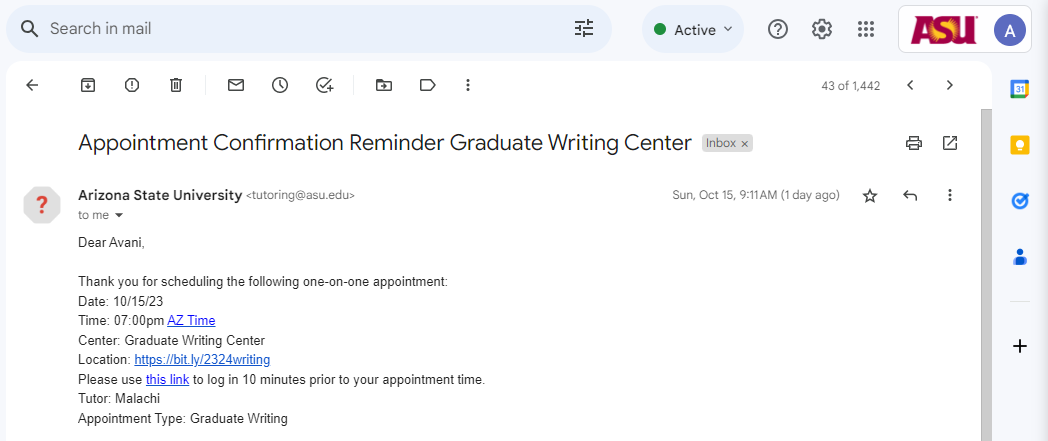 Search in mail
Active
ASU
A
43 of 1,442
31
Appointment Confirmation Reminder Graduate Writing Center Inbox ×
?
Arizona State University <tutoring@asu.edu>
Sun, Oct 15, 9:11 AM (1 day ago)
to me
Dear Avani,
Thank you for scheduling the following one-on-one appointment:
Date: 10/15/23
Time: 07:00pm AZ Time
Center: Graduate Writing Center
Location: https://bit.ly/2324writing
Please use this link to log in 10 minutes prior to your appointment time.
Tutor: Malachi
Appointment Type: Graduate Writing